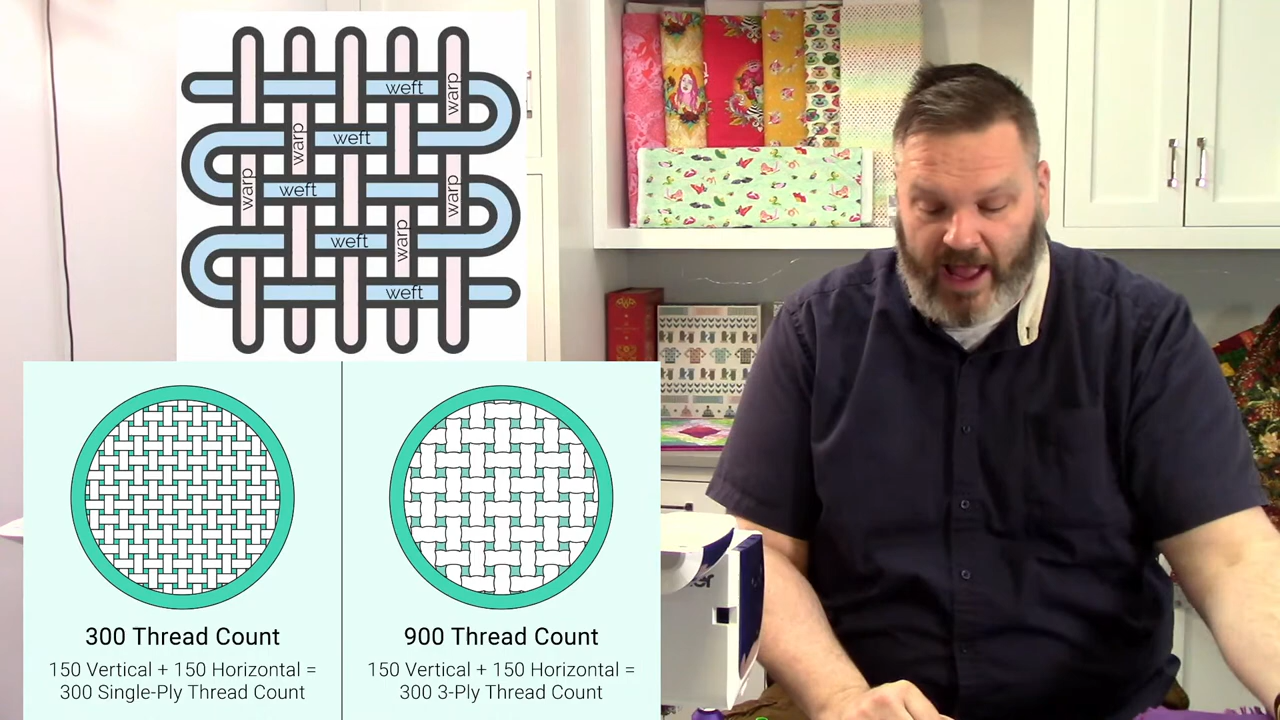 weft
warp
warp
weft
warp
weft
warp
weft
warp
weft
300 Thread Count
150 Vertical + 150 Horizontal =
300 Single-Ply Thread Count
900 Thread Count
150 Vertical + 150 Horizontal =
300 3-Ply Thread Count